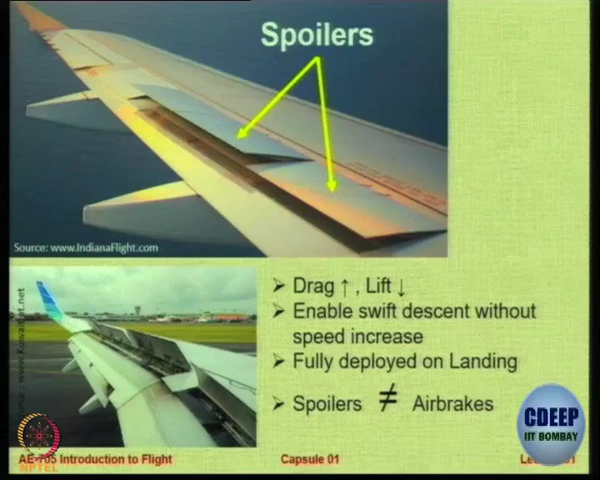 Spoilers
Source: www.IndianaFlight.com
➢ Drag ↑ , Lift ↓
➢ Enable swift descent without
speed increase
➢ Fully deployed on Landing
➢ Spoilers ≠ Airbrakes
CDEEP
IIT BOMBAY
NPTEL
AE-705 Introduction to Flight
Capsule 01